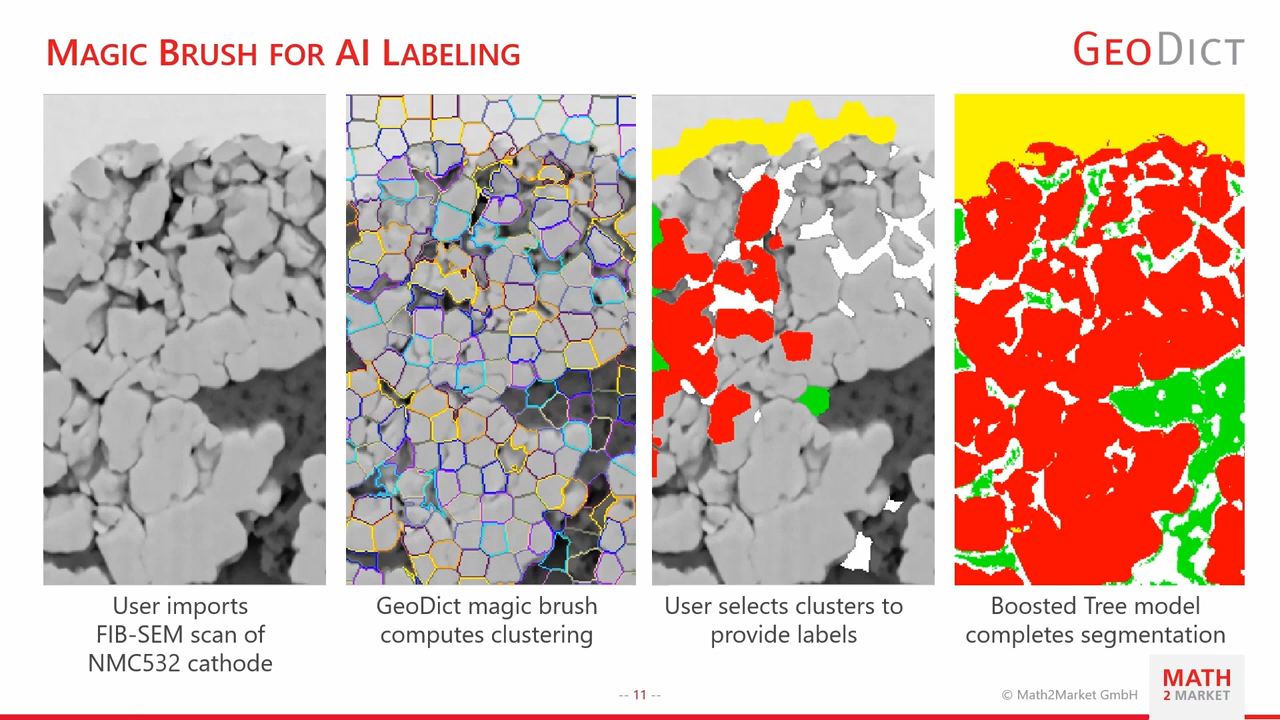 MAGIC BRUSH FOR AI LABELING
GEODICT
User imports
FIB-SEM scan of
NMC532 cathode
GeoDict magic brush
computes clustering
User selects clusters to
provide labels
Boosted Tree model
completes segmentation
-- 11 --
© Math2Market GmbH
MATH
2 MARKET